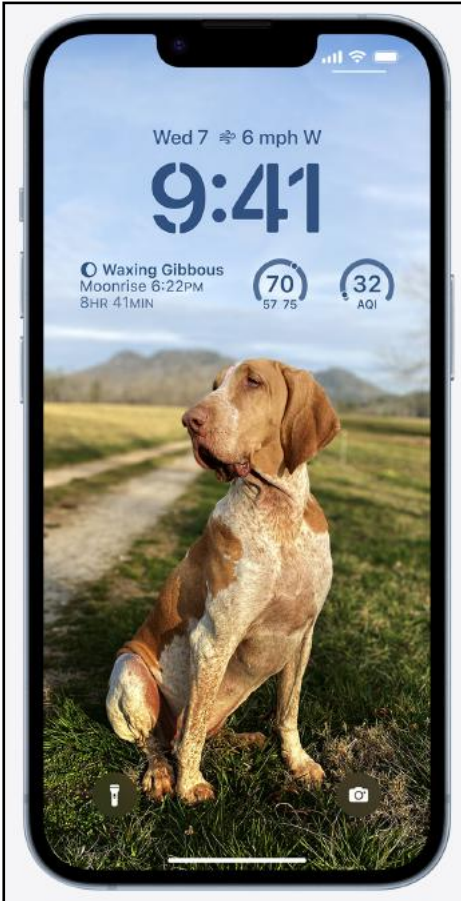 Wed 7 6 mph W
9:41
Waxing Gibbous
Moonrise 6:22PM
8HR 41MIN
70
57 75
32
AQI